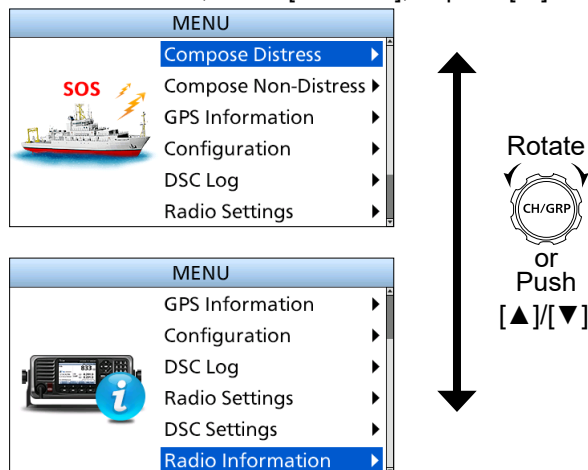 MENU
Compose Distress
SOS
Compose Non-Distress
GPS Information
Configuration
DSC Log
Radio Settings
Rotate
CH/GRP
or
Push
[▲]/[▼]
MENU
GPS Information
Configuration
DSC Log
Radio Settings
DSC Settings
Radio Information